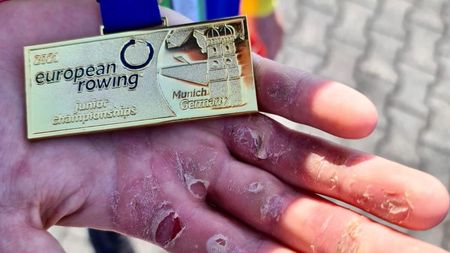 2021
european
rowing
junior
championships
Munich
Germany